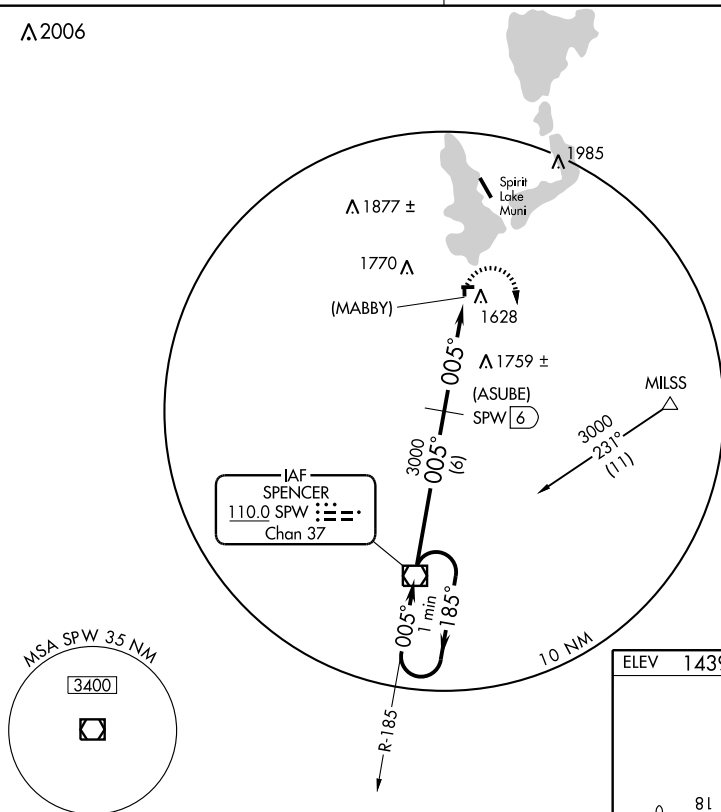 2006
1985
Spirit
Lake
Muni
1877 ±
1770
(MABBY)
1628
005°
1759 ±
(ASUBE)
SPW 6
MILSS
3000
231°
(11)
3000
005°
(6)
IAF
SPENCER
110.0 SPW
Chan 37
005°
1 min
185°
10 NM
R-185
MSA SPW 35 NM
3400
ELEV 1439
18